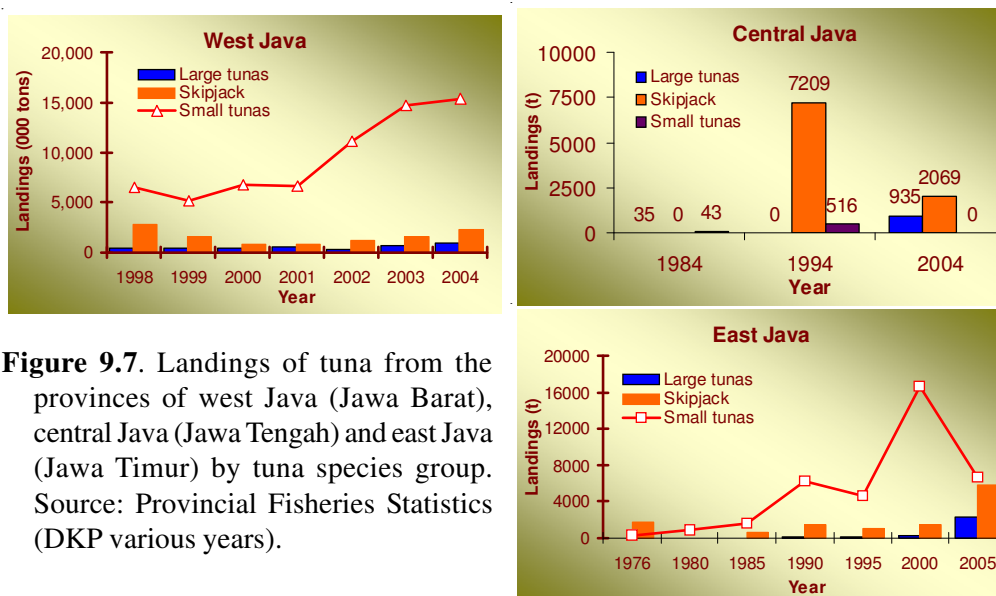 West Java
Landings (000 tons)
20,000
15,000
10,000
5,000
0
Large tunas
Skipjack
Small tunas
1998 1999 2000 2001 2002 2003 2004
Year
Central Java
Landings (t)
10000
7500
5000
2500
0
Large tunas
Skipjack
Small tunas
35 0 43 0 7209 516 935 2069 0
1984 1994 2004
Year
Figure 9.7. Landings of tuna from the
provinces of west Java (Jawa Barat),
central Java (Jawa Tengah) and east Java
(Jawa Timur) by tuna species group.
Source: Provincial Fisheries Statistics
(DKP various years).
East Java
Landings (t)
20000
16000
12000
8000
4000
0
Large tunas
Skipjack
Small tunas
1976 1980 1985 1990 1995 2000 2005
Year